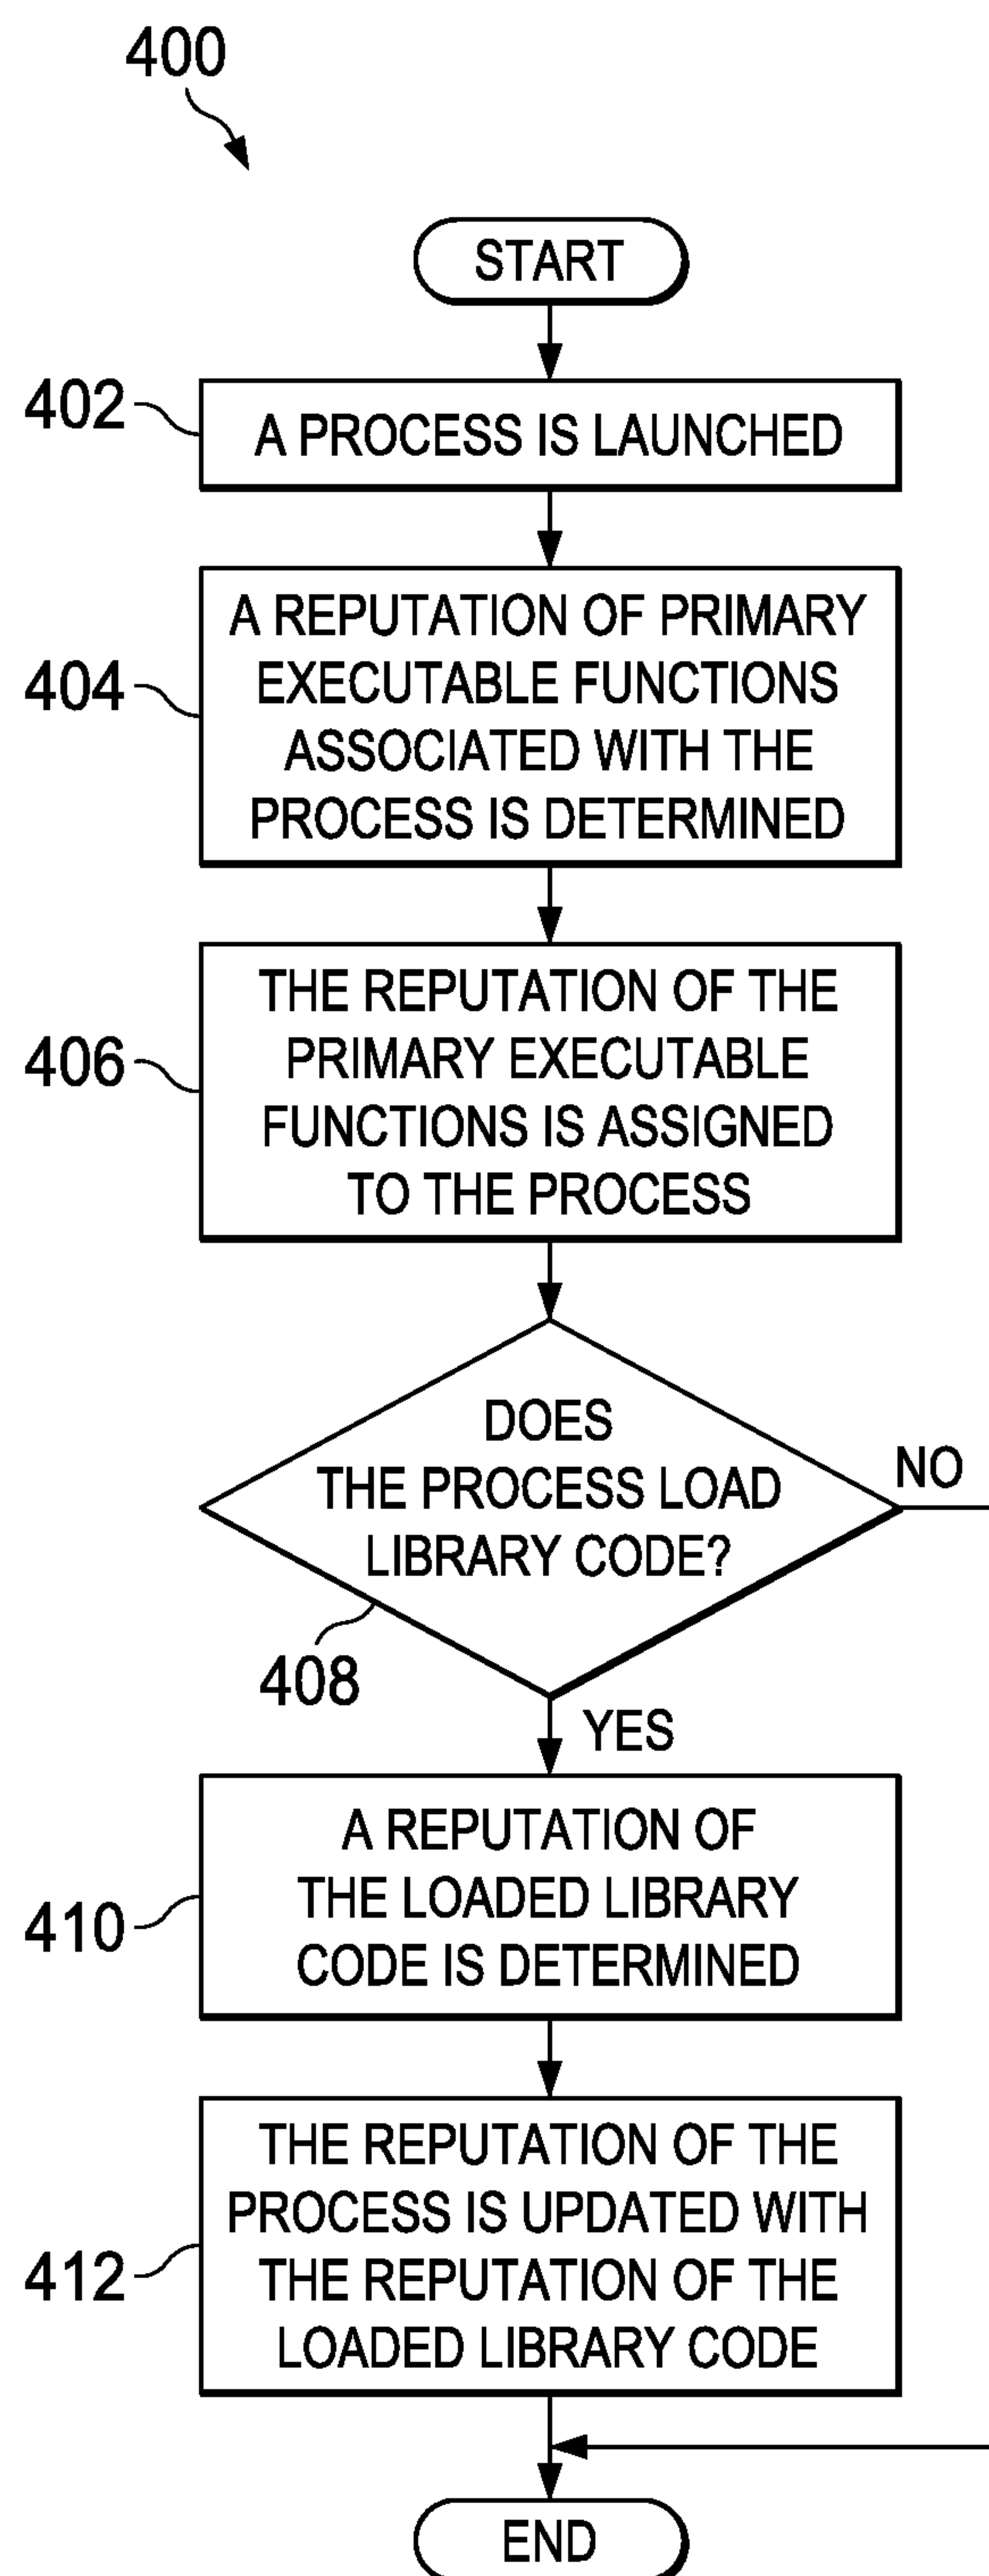 400
START
402
A PROCESS IS LAUNCHED
404
A REPUTATION OF PRIMARY
EXECUTABLE FUNCTIONS
ASSOCIATED WITH THE
PROCESS IS DETERMINED
406
THE REPUTATION OF THE
PRIMARY EXECUTABLE
FUNCTIONS IS ASSIGNED
TO THE PROCESS
DOES
THE PROCESS LOAD
LIBRARY CODE?
NO
408
YES
410
A REPUTATION OF
THE LOADED LIBRARY
CODE IS DETERMINED
412
THE REPUTATION OF THE
PROCESS IS UPDATED WITH
THE REPUTATION OF THE
LOADED LIBRARY CODE
END